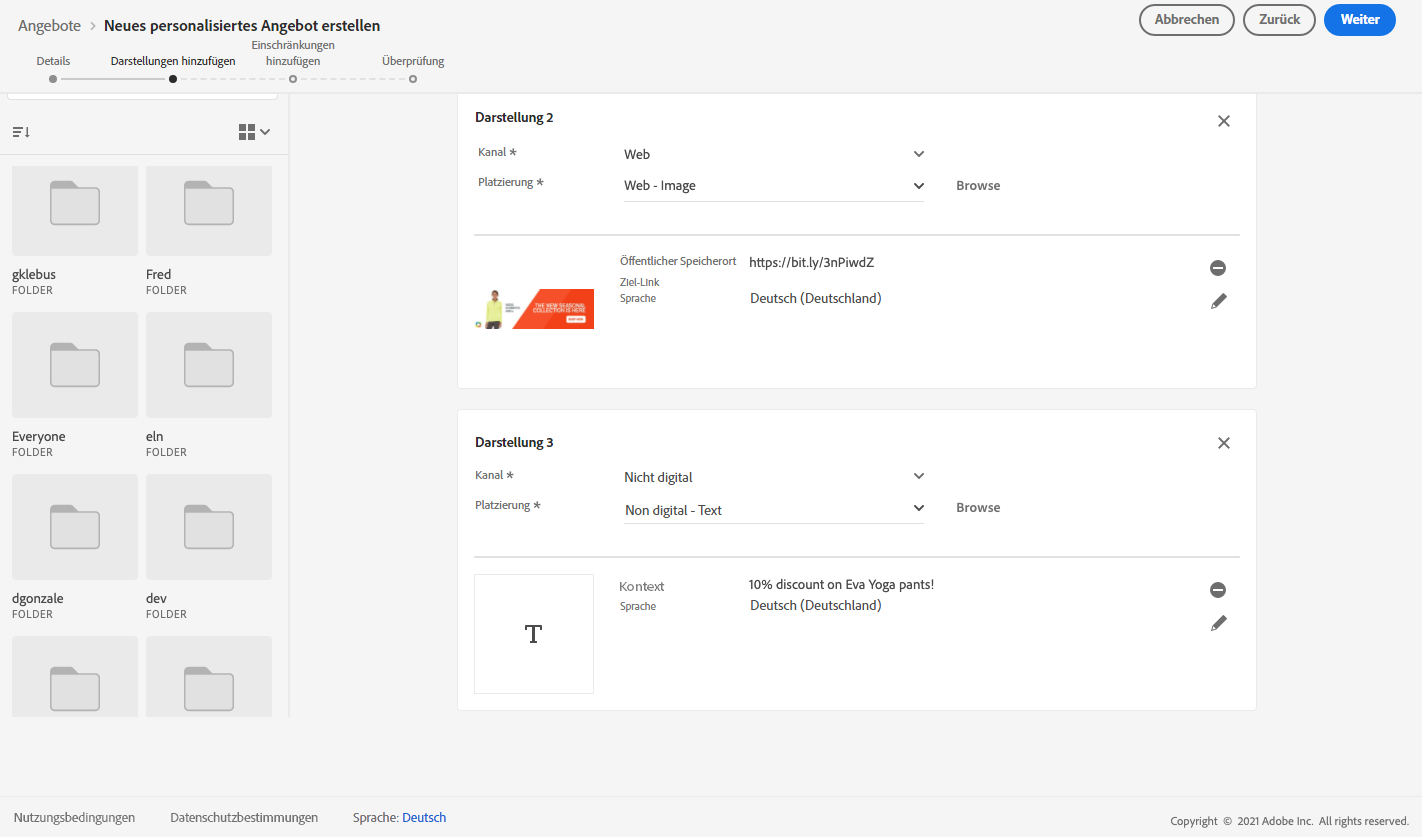 Angebote > Neues personalisiertes Angebot erstellen
Abbrechen
Zurück
Weiter
Details
Darstellungen hinzufügen
Einschränkungen
hinzufügen
Überprüfung
gklebus
FOLDER
Fred
FOLDER
Everyone
FOLDER
eln
FOLDER
dgonzale
FOLDER
dev
FOLDER
Darstellung 2
Kanal *
Web
Platzierung *
Web - Image
Browse
THE NEW SEASONAL
COLLECTION IS HERE
Öffentlicher Speicherort
https://bit.ly/3nPiwdZ
Ziel-Link
Sprache
Deutsch (Deutschland)
Darstellung 3
Kanal *
Nicht digital
Platzierung *
Non digital - Text
Browse
T
Kontext
10% discount on Eva Yoga pants!
Sprache
Deutsch (Deutschland)
Nutzungsbedingungen
Datenschutzbestimmungen
Sprache: Deutsch
Copyright © 2021 Adobe Inc. All rights reserved.